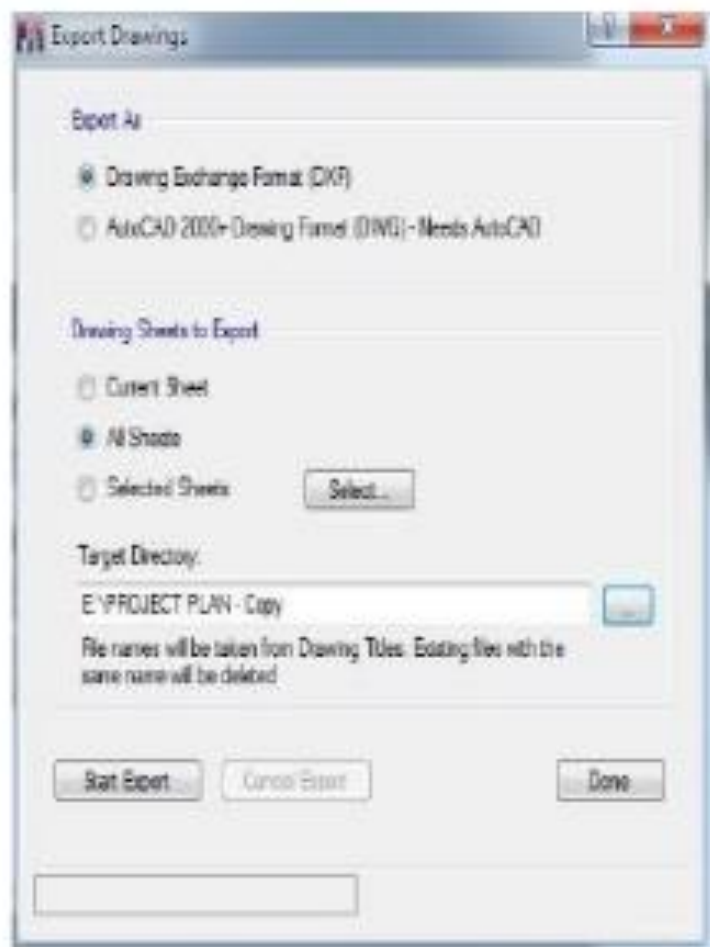 Export Drawings
Export As
Drawing Exchange Format (DXF)
AutoCAD 2000+ Drawing Format (DWG) - Needs AutoCAD
Drawing Sheets to Export
Current Sheet
All Sheets
Selected Sheets
Select...
Target Directory:
E:\PROJECT PLAN - Copy
...
File names will be taken from Drawing Titles. Existing files with the
same name will be deleted
Start Export
Cancel Export
Done